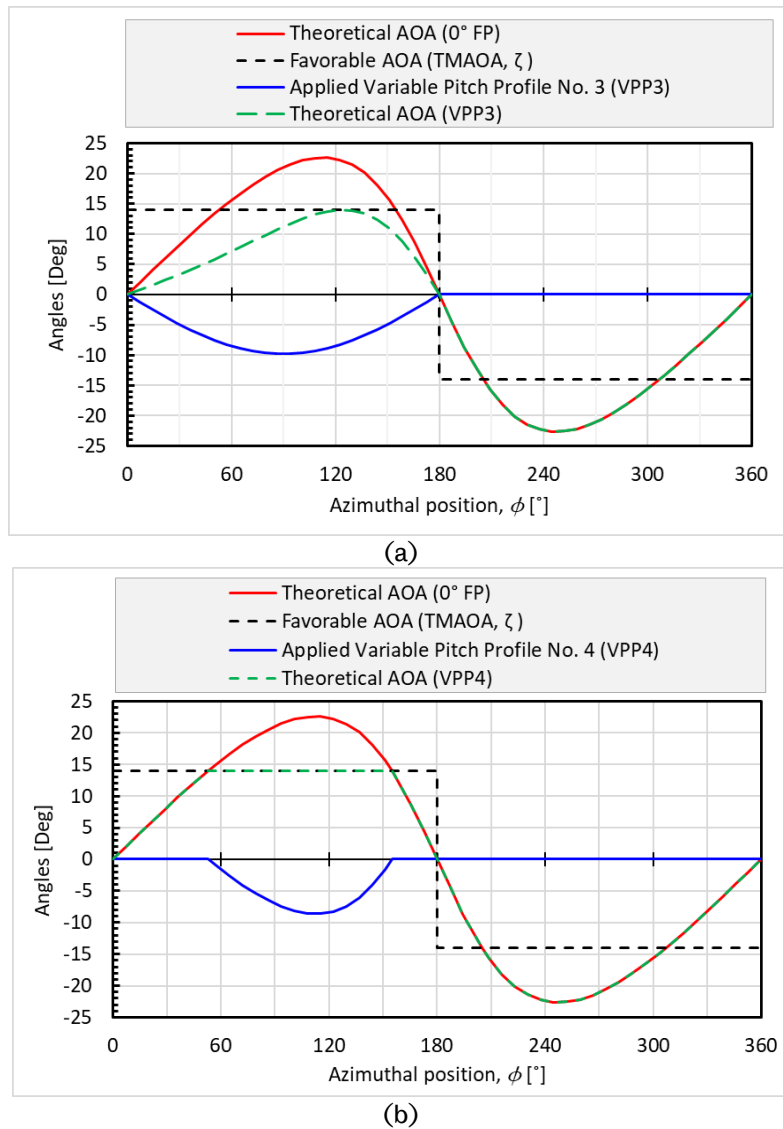 Theoretical AOA (0° FP)
Favorable AOA (TMAOA, ζ )
Applied Variable Pitch Profile No. 3 (VPP3)
Theoretical AOA (VPP3)
25
20
15
10
5
0
-5
-10
-15
-20
-25
Angles [Deg]
0 60 120 180 240 300 360
Azimuthal position, ϕ [°]
(a)
Theoretical AOA (0° FP)
Favorable AOA (TMAOA, ζ )
Applied Variable Pitch Profile No. 4 (VPP4)
Theoretical AOA (VPP4)
25
20
15
10
5
0
-5
-10
-15
-20
-25
Angles [Deg]
0 60 120 180 240 300 360
Azimuthal position, ϕ [°]
(b)